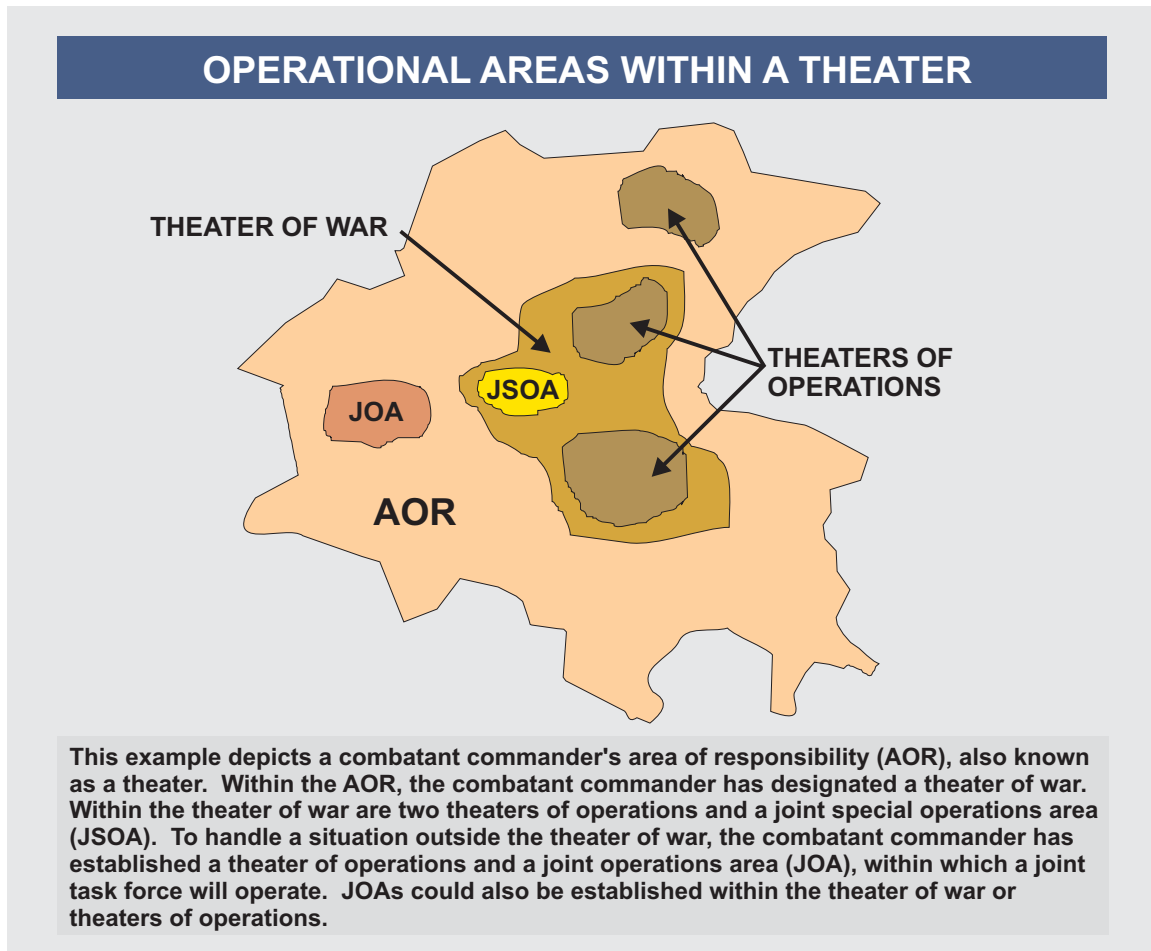 OPERATIONAL AREAS WITHIN A THEATER
THEATER OF WAR
THEATERS OF
OPERATIONS
JSOA
JOA
AOR
This example depicts a combatant commander's area of responsibility (AOR), also known
as a theater.  Within the AOR, the combatant commander has designated a theater of war.
Within the theater of war are two theaters of operations and a joint special operations area
(JSOA).  To handle a situation outside the theater of war, the combatant commander has
established a theater of operations and a joint operations area (JOA), within which a joint
task force will operate.  JOAs could also be established within the theater of war or
theaters of operations.